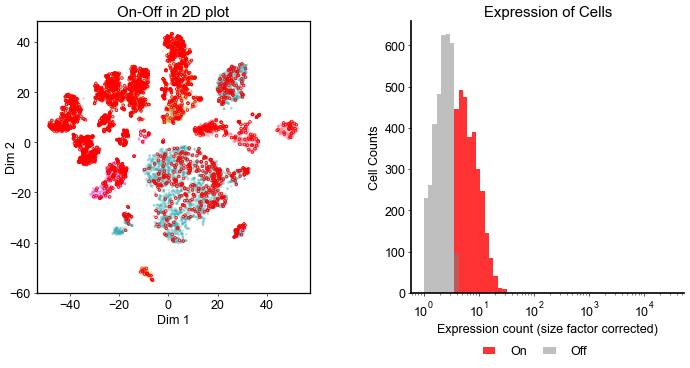 On-Off in 2D plot
Expression of Cells
Dim 2
40
20
0
−20
−40
−60
−40
−20
0
20
40
Dim 1
Cell Counts
600
500
400
300
200
100
0
10^0
10^1
10^2
10^3
10^4
Expression count (size factor corrected)
On
Off